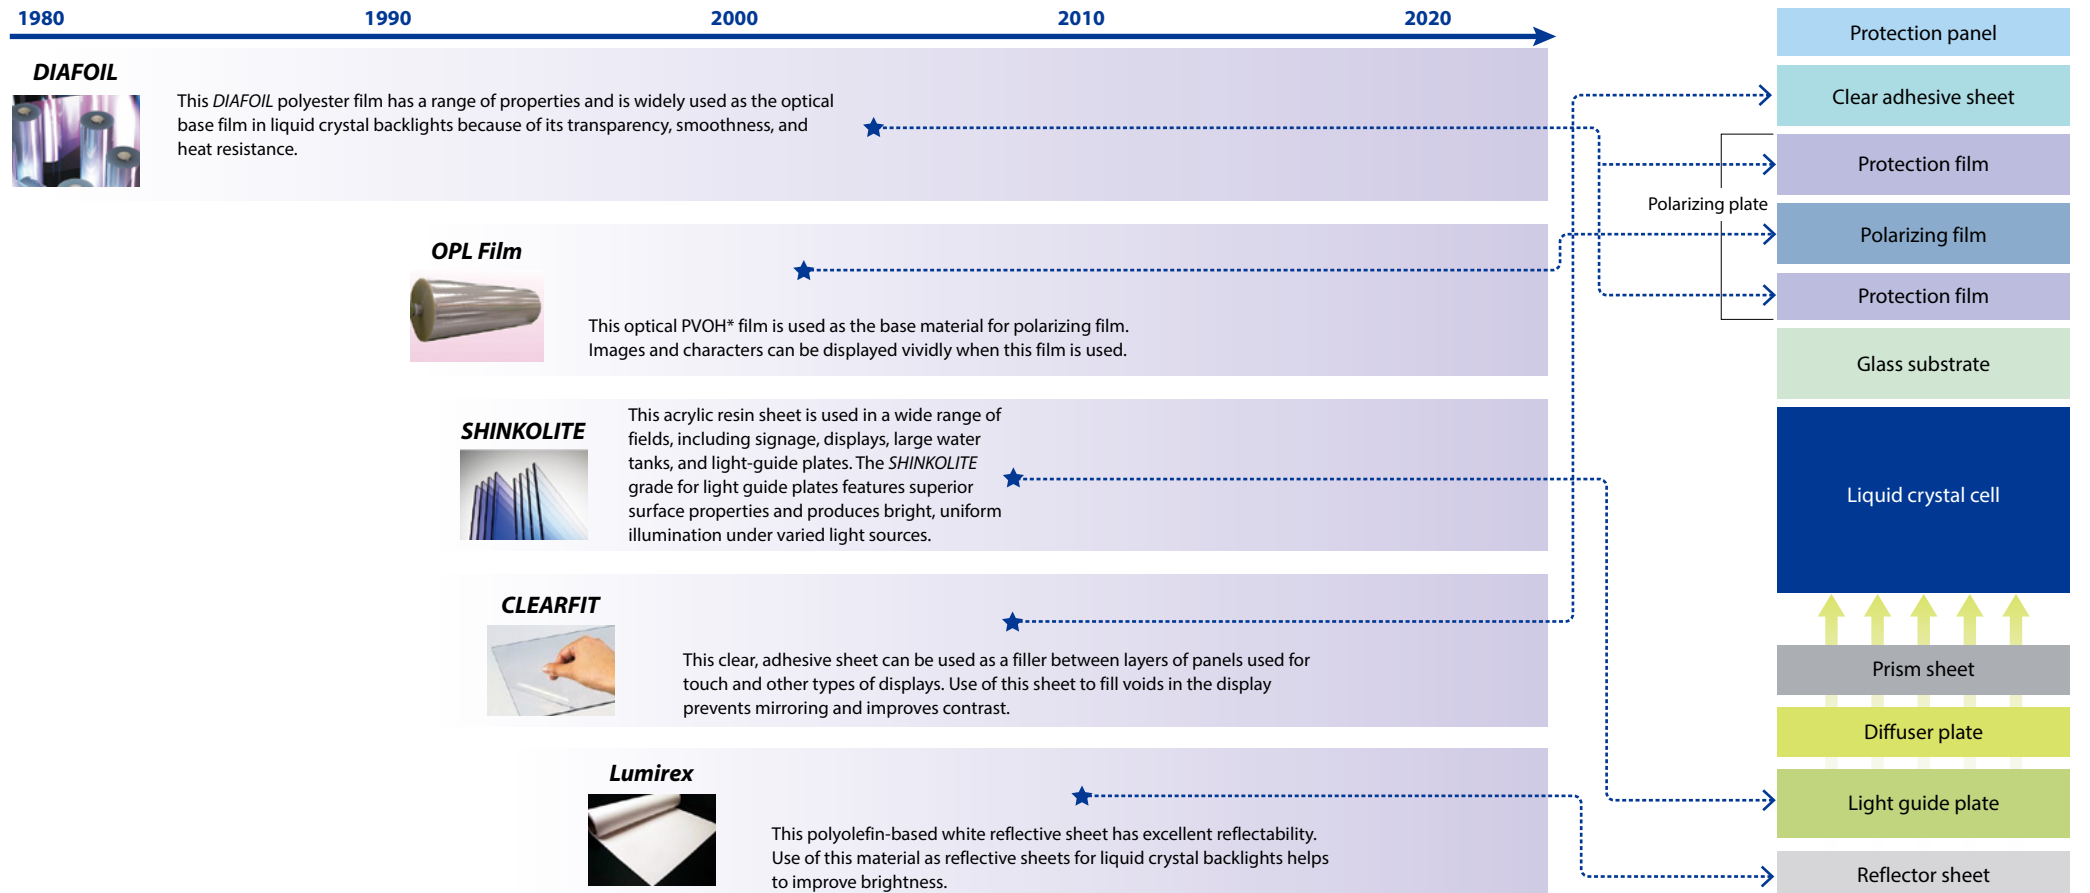 1980 1990 2000 2010 2020
DIAFOIL
This DIAFOIL polyester film has a range of properties and is widely used as the optical
base film in liquid crystal backlights because of its transparency, smoothness, and
heat resistance.
OPL Film
This optical PVOH* film is used as the base material for polarizing film.
Images and characters can be displayed vividly when this film is used.
SHINKOLITE
This acrylic resin sheet is used in a wide range of
fields, including signage, displays, large water
tanks, and light-guide plates. The SHINKOLITE
grade for light guide plates features superior
surface properties and produces bright, uniform
illumination under varied light sources.
CLEARFIT
This clear, adhesive sheet can be used as a filler between layers of panels used for
touch and other types of displays. Use of this sheet to fill voids in the display
prevents mirroring and improves contrast.
Lumirex
This polyolefin-based white reflective sheet has excellent reflectability.
Use of this material as reflective sheets for liquid crystal backlights helps
to improve brightness.
Protection panel
Clear adhesive sheet
Protection film
Polarizing plate
Polarizing film
Protection film
Glass substrate
Liquid crystal cell
Prism sheet
Diffuser plate
Light guide plate
Reflector sheet